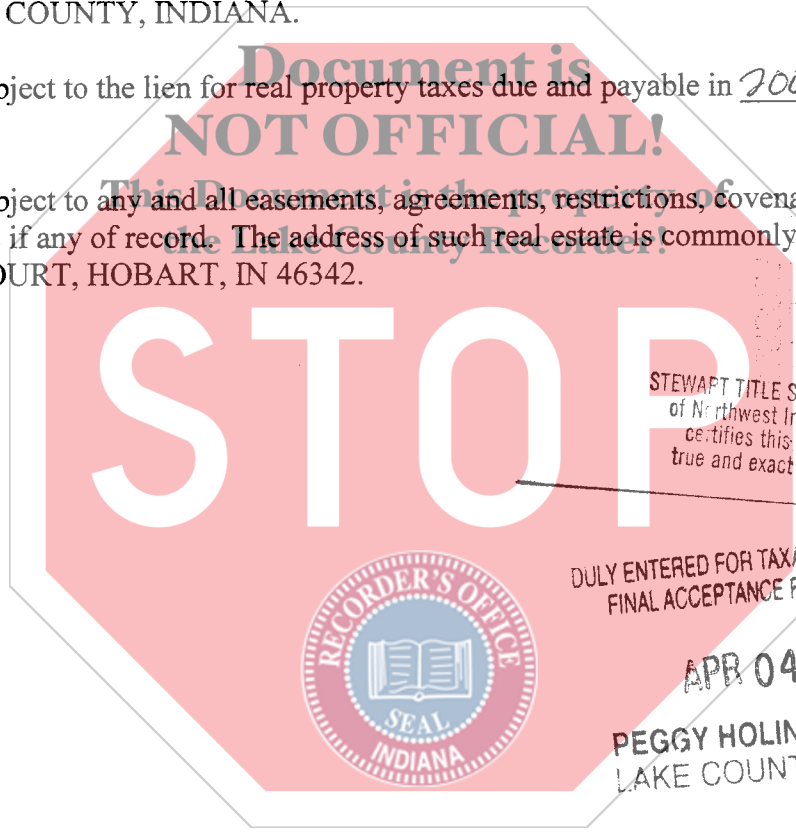 COUNTY, INDIANA.
Document is
bject to the lien for real property taxes due and payable in 200
NOT OFFICIAL!
This Document is the property of
bject to any and all easements, agreements, restrictions, covena
if any of record. The address of such real estate is commonly
the Lake County Recorder!
OURT, HOBART, IN 46342.
STOP
STEWART TITLE S
of Northwest In
certifies this
true and exact
DULY ENTERED FOR TAXA
FINAL ACCEPTANCE F
APR 04
PEGGY HOLIN
LAKE COUNT
RECORDER'S OFFICE
SEAL
INDIANA